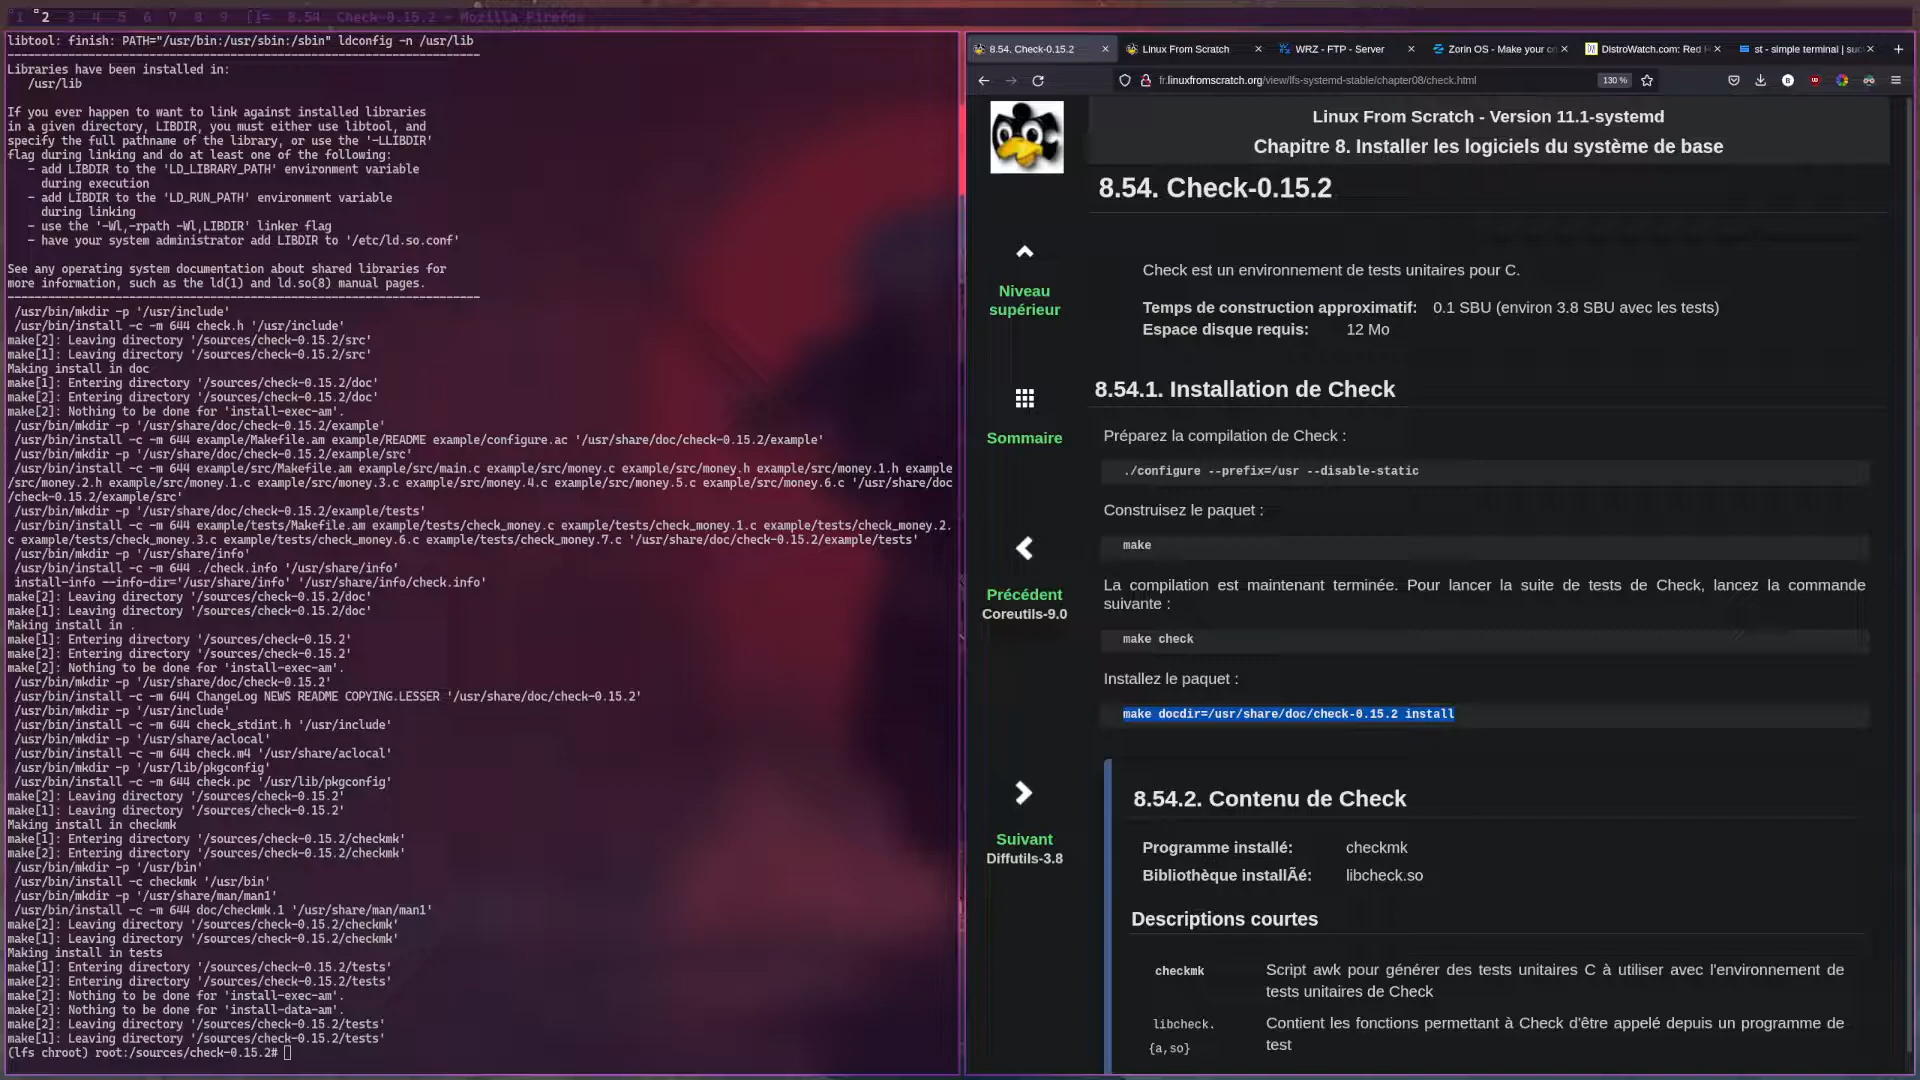 1 2 3 4 5 6 7 8 9 []= 8.54. Check-0.15.2 - Mozilla Firefox
libtool: finish: PATH="/usr/bin:/usr/sbin:/sbin" ldconfig -n /usr/lib
----------------------------------------------------------------------
Libraries have been installed in:
/usr/lib
If you ever happen to want to link against installed libraries
in a given directory, LIBDIR, you must either use libtool, and
specify the full pathname of the library, or use the '-LLIBDIR'
flag during linking and do at least one of the following:
- add LIBDIR to the 'LD_LIBRARY_PATH' environment variable
during execution
- add LIBDIR to the 'LD_RUN_PATH' environment variable
during linking
- use the '-Wl,-rpath -Wl,LIBDIR' linker flag
- have your system administrator add LIBDIR to '/etc/ld.so.conf'
See any operating system documentation about shared libraries for
more information, such as the ld(1) and ld.so(8) manual pages.
----------------------------------------------------------------------
/usr/bin/mkdir -p '/usr/include'
/usr/bin/install -c -m 644 check.h '/usr/include'
make[2]: Leaving directory '/sources/check-0.15.2/src'
make[1]: Leaving directory '/sources/check-0.15.2/src'
Making install in doc
make[1]: Entering directory '/sources/check-0.15.2/doc'
make[2]: Entering directory '/sources/check-0.15.2/doc'
make[2]: Nothing to be done for 'install-exec-am'.
/usr/bin/mkdir -p '/usr/share/doc/check-0.15.2/example'
/usr/bin/install -c -m 644 example/Makefile.am example/README example/configure.ac '/usr/share/doc/check-0.15.2/example'
/usr/bin/mkdir -p '/usr/share/doc/check-0.15.2/example/src'
/usr/bin/install -c -m 644 example/src/Makefile.am example/src/main.c example/src/money.c example/src/money.h example/src/money.1.h example
/src/money.2.h example/src/money.1.c example/src/money.3.c example/src/money.4.c example/src/money.5.c example/src/money.6.c '/usr/share/doc
/check-0.15.2/example/src'
/usr/bin/mkdir -p '/usr/share/doc/check-0.15.2/example/tests'
/usr/bin/install -c -m 644 example/tests/Makefile.am example/tests/check_money.c example/tests/check_money.1.c example/tests/check_money.2.
c example/tests/check_money.3.c example/tests/check_money.6.c example/tests/check_money.7.c '/usr/share/doc/check-0.15.2/example/tests'
/usr/bin/mkdir -p '/usr/share/info'
/usr/bin/install -c -m 644 ./check.info '/usr/share/info'
install-info --info-dir='/usr/share/info' '/usr/share/info/check.info'
make[2]: Leaving directory '/sources/check-0.15.2/doc'
make[1]: Leaving directory '/sources/check-0.15.2/doc'
Making install in .
make[1]: Entering directory '/sources/check-0.15.2'
make[2]: Entering directory '/sources/check-0.15.2'
make[2]: Nothing to be done for 'install-exec-am'.
/usr/bin/mkdir -p '/usr/share/doc/check-0.15.2'
/usr/bin/install -c -m 644 ChangeLog NEWS README COPYING.LESSER '/usr/share/doc/check-0.15.2'
/usr/bin/mkdir -p '/usr/include'
/usr/bin/install -c -m 644 check_stdint.h '/usr/include'
/usr/bin/mkdir -p '/usr/share/aclocal'
/usr/bin/install -c -m 644 check.m4 '/usr/share/aclocal'
/usr/bin/mkdir -p '/usr/lib/pkgconfig'
/usr/bin/install -c -m 644 check.pc '/usr/lib/pkgconfig'
make[2]: Leaving directory '/sources/check-0.15.2'
make[1]: Leaving directory '/sources/check-0.15.2'
Making install in checkmk
make[1]: Entering directory '/sources/check-0.15.2/checkmk'
make[2]: Entering directory '/sources/check-0.15.2/checkmk'
/usr/bin/mkdir -p '/usr/bin'
/usr/bin/install -c checkmk '/usr/bin'
/usr/bin/mkdir -p '/usr/share/man/man1'
/usr/bin/install -c -m 644 doc/checkmk.1 '/usr/share/man/man1'
make[2]: Leaving directory '/sources/check-0.15.2/checkmk'
make[1]: Leaving directory '/sources/check-0.15.2/checkmk'
Making install in tests
make[1]: Entering directory '/sources/check-0.15.2/tests'
make[2]: Entering directory '/sources/check-0.15.2/tests'
make[2]: Nothing to be done for 'install-exec-am'.
make[2]: Nothing to be done for 'install-data-am'.
make[2]: Leaving directory '/sources/check-0.15.2/tests'
make[1]: Leaving directory '/sources/check-0.15.2/tests'
(lfs chroot) root:/sources/check-0.15.2#
8.54. Check-0.15.2 Linux From Scratch WRZ - FTP - Server Zorin OS - Make your c DistroWatch.com: Red st - simple terminal | suc
fr.linuxfromscratch.org/view/lfs-systemd-stable/chapter08/check.html 130 %
Linux From Scratch - Version 11.1-systemd
Chapitre 8. Installer les logiciels du système de base
8.54. Check-0.15.2
Niveau
supérieur
Sommaire
Précédent
Coreutils-9.0
Suivant
Diffutils-3.8
Check est un environnement de tests unitaires pour C.
Temps de construction approximatif: 0.1 SBU (environ 3.8 SBU avec les tests)
Espace disque requis: 12 Mo
8.54.1. Installation de Check
Préparez la compilation de Check :
./configure --prefix=/usr --disable-static
Construisez le paquet :
make
La compilation est maintenant terminée. Pour lancer la suite de tests de Check, lancez la commande
suivante :
make check
Installez le paquet :
make docdir=/usr/share/doc/check-0.15.2 install
8.54.2. Contenu de Check
Programme installé: checkmk
Bibliothèque installÃé: libcheck.so
Descriptions courtes
checkmk Script awk pour générer des tests unitaires C à utiliser avec l'environnement de
tests unitaires de Check
libcheck. Contient les fonctions permettant à Check d'être appelé depuis un programme de
{a,so} test